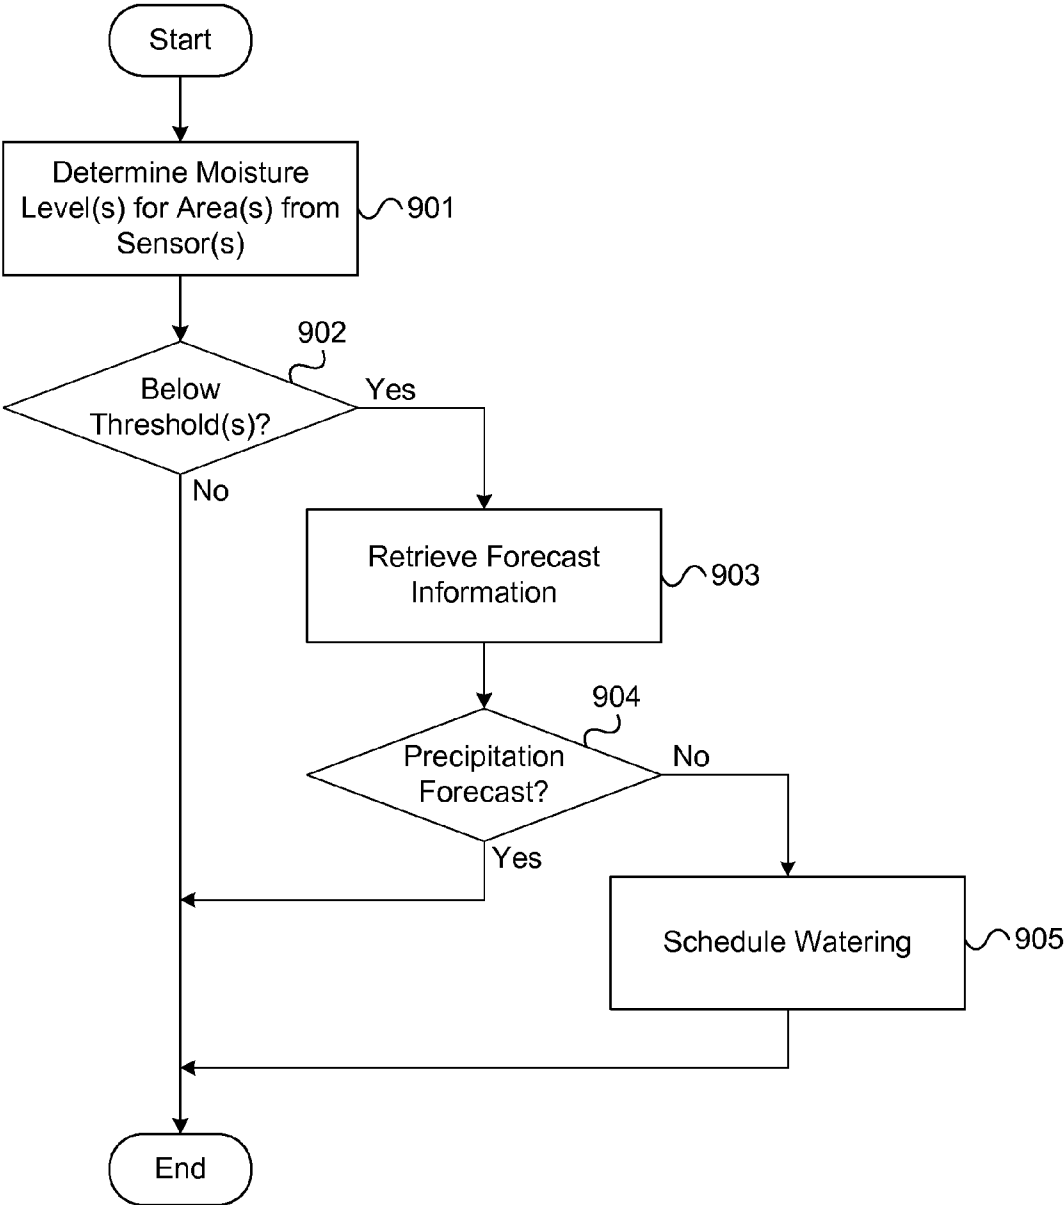 Start
Determine Moisture
Level(s) for Area(s) from
Sensor(s)
901
902
Below
Threshold(s)?
Yes
No
Retrieve Forecast
Information
903
904
Precipitation
Forecast?
No
Yes
Schedule Watering
905
End